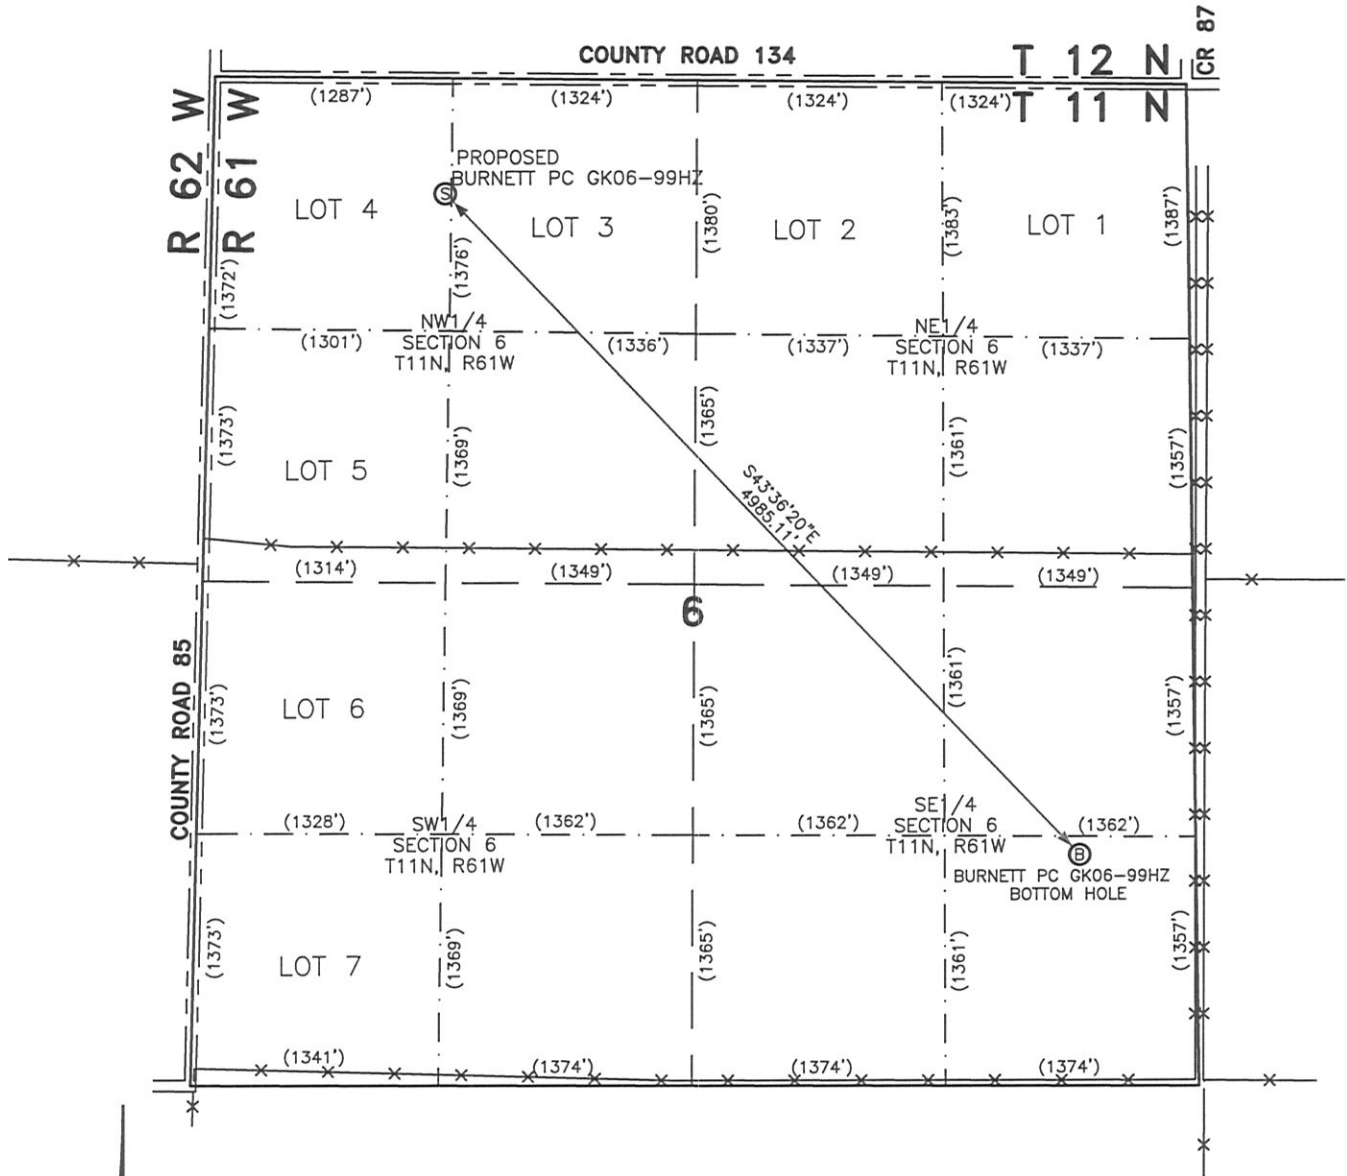 COUNTY ROAD 134
T 12 N
CR 87
R 62 W
R 61 W
(1287')
(1324')
(1324')
(1324')
T 11 N
PROPOSED
BURNETT PC GK06-99HZ
S
LOT 4
LOT 3
LOT 2
LOT 1
(1372')
(1376')
(1380')
(1383')
(1387')
(1301')
NW1/4
SECTION 6
T11N, R61W
(1336')
(1337')
NE1/4
SECTION 6
T11N, R61W
(1337')
(1373')
LOT 5
(1369')
(1365')
(1361')
(1357')
S43°36'20"E
4985.11'
(1314')
(1349')
(1349')
(1349')
6
COUNTY ROAD 85
(1373')
LOT 6
(1369')
(1365')
(1361')
(1357')
(1328')
SW1/4
SECTION 6
T11N, R61W
(1362')
(1362')
SE1/4
SECTION 6
T11N, R61W
(1362')
B
BURNETT PC GK06-99HZ
BOTTOM HOLE
(1373')
LOT 7
(1369')
(1365')
(1361')
(1357')
(1341')
(1374')
(1374')
(1374')